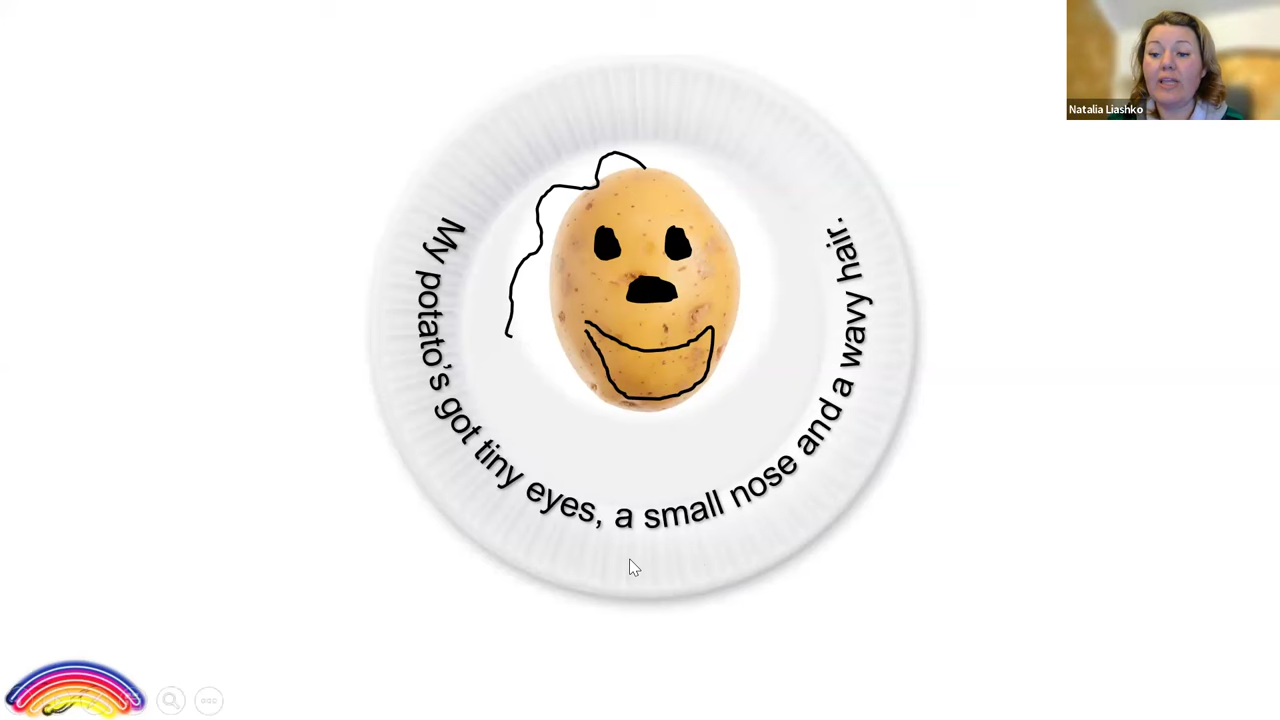 Natalia Liashko
My potato's got tiny eyes, a small nose and a wavy hair.